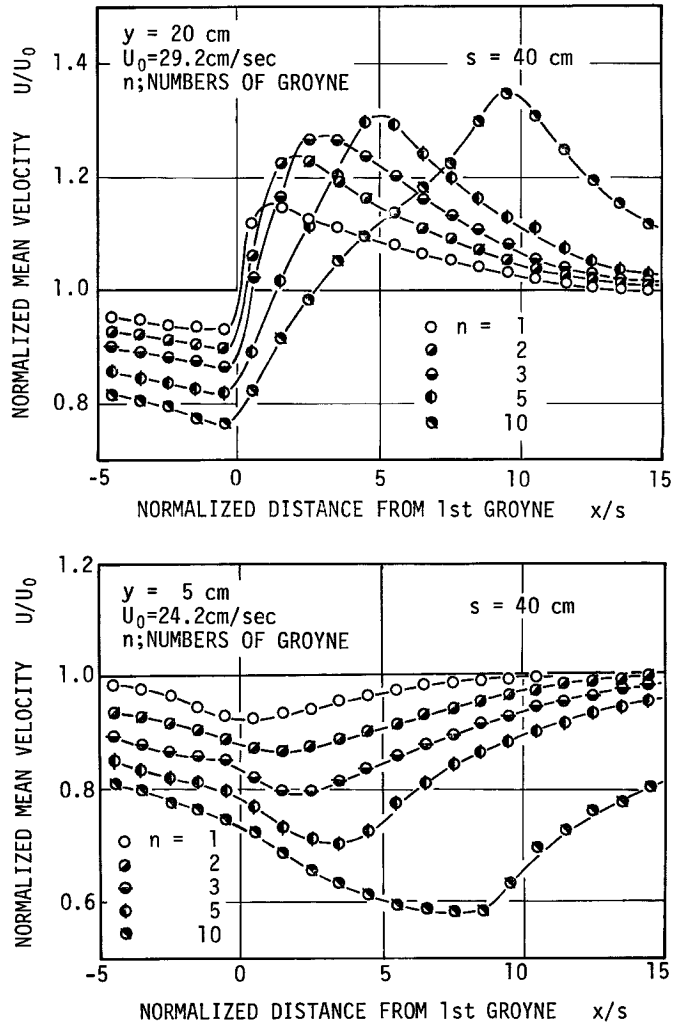 y = 20 cm
U₀=29.2cm/sec
n;NUMBERS OF GROYNE
s = 40 cm
NORMALIZED MEAN VELOCITY U/U₀
1.4
1.2
1.0
0.8
n = 1
2
3
5
10
-5 0 5 10 15
NORMALIZED DISTANCE FROM 1st GROYNE x/s
1.2
y = 5 cm
U₀=24.2cm/sec
n;NUMBERS OF GROYNE
s = 40 cm
NORMALIZED MEAN VELOCITY U/U₀
1.0
0.8
0.6
n = 1
2
3
5
10
-5 0 5 10 15
NORMALIZED DISTANCE FROM 1st GROYNE x/s